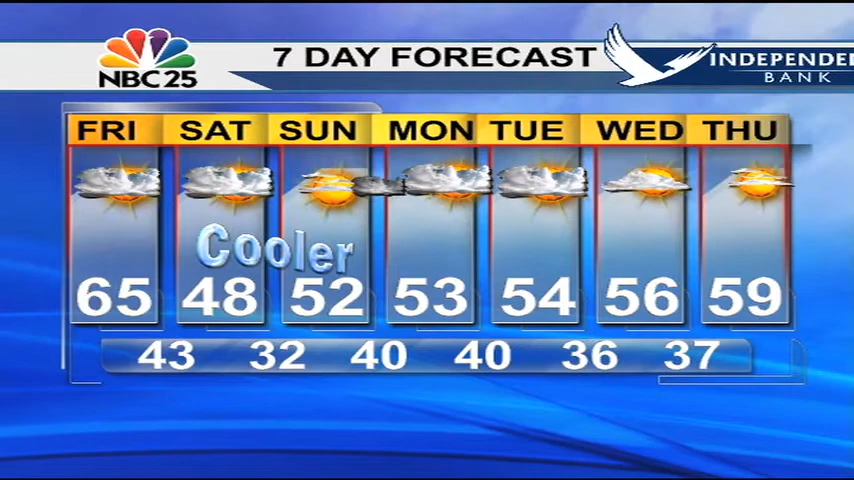 7 DAY FORECAST
NBC25
INDEPENDEN
BANK
FRI SAT SUN MON TUE WED THU
Cooler
65 48 52 53 54 56 59
43 32 40 40 36 37